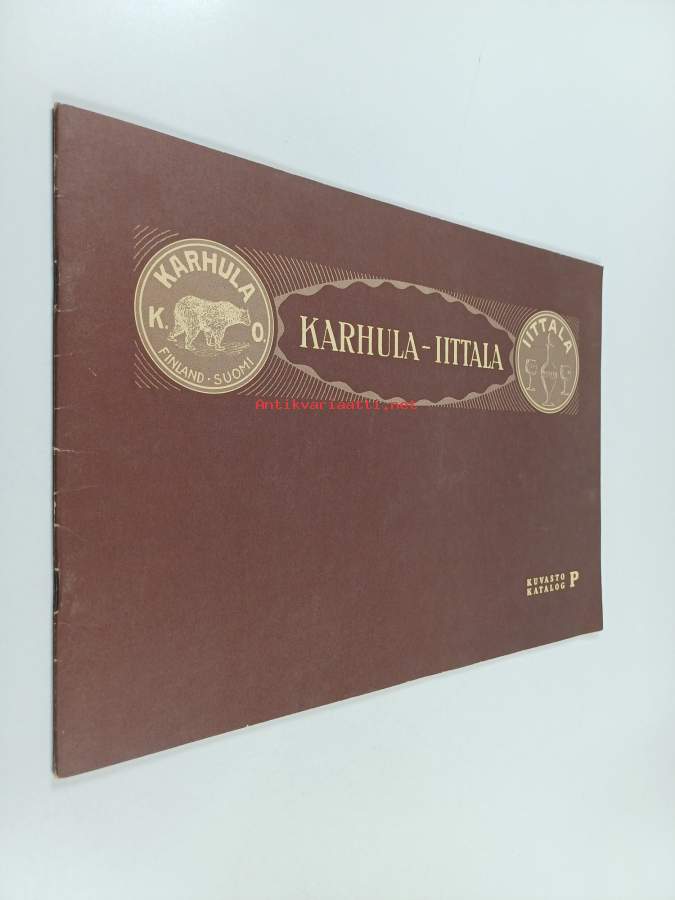 KARHULA
K. O.
FINLAND · SUOMI
KARHULA - IITTALA
IITTALA
Antikvariaatti.net
KUVASTO
KATALOG P